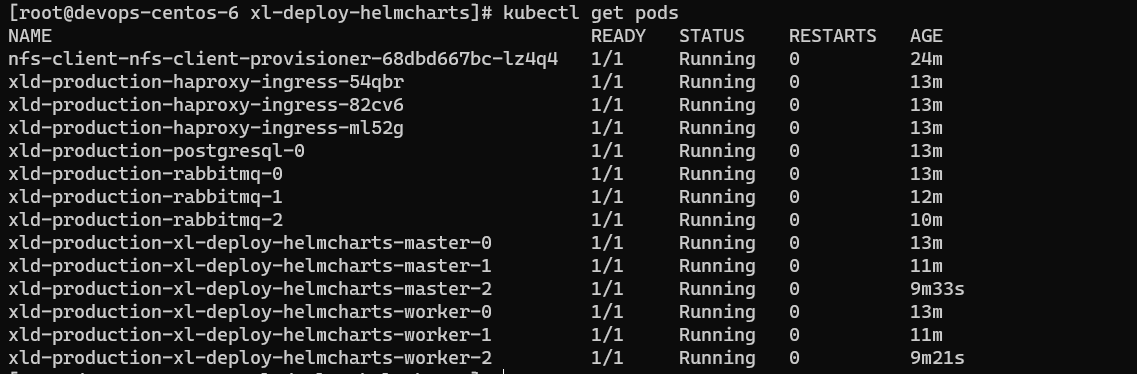 [root@devops-centos-6 xl-deploy-helmcharts]# kubectl get pods
NAME READY STATUS RESTARTS AGE
nfs-client-nfs-client-provisioner-68dbd667bc-lz4q4 1/1 Running 0 24m
xld-production-haproxy-ingress-54qbr 1/1 Running 0 13m
xld-production-haproxy-ingress-82cv6 1/1 Running 0 13m
xld-production-haproxy-ingress-ml52g 1/1 Running 0 13m
xld-production-postgresql-0 1/1 Running 0 13m
xld-production-rabbitmq-0 1/1 Running 0 13m
xld-production-rabbitmq-1 1/1 Running 0 12m
xld-production-rabbitmq-2 1/1 Running 0 10m
xld-production-xl-deploy-helmcharts-master-0 1/1 Running 0 13m
xld-production-xl-deploy-helmcharts-master-1 1/1 Running 0 11m
xld-production-xl-deploy-helmcharts-master-2 1/1 Running 0 9m33s
xld-production-xl-deploy-helmcharts-worker-0 1/1 Running 0 13m
xld-production-xl-deploy-helmcharts-worker-1 1/1 Running 0 11m
xld-production-xl-deploy-helmcharts-worker-2 1/1 Running 0 9m21s